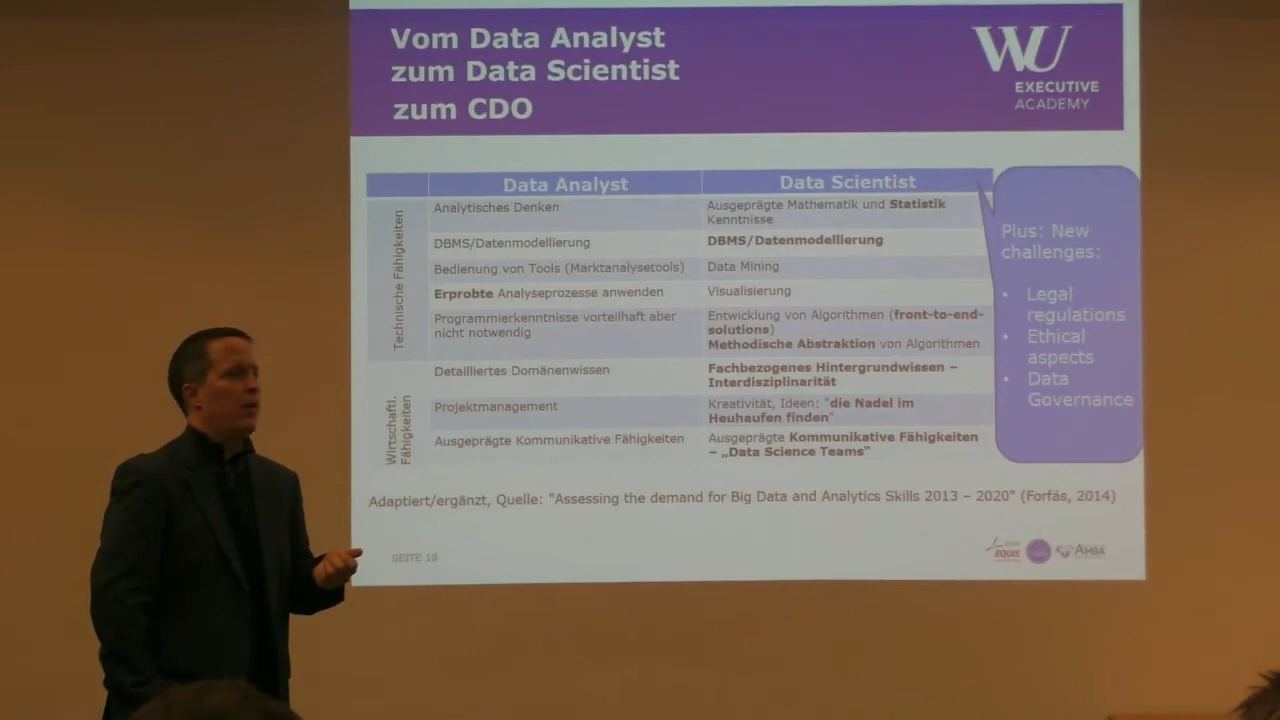 Vom Data Analyst
zum Data Scientist
zum CDO
WU
EXECUTIVE
ACADEMY
Data Analyst
Data Scientist
Technische Fähigkeiten
Analytisches Denken
Ausgeprägte Mathematik und Statistik
Kenntnisse
DBMS/Datenmodellierung
DBMS/Datenmodellierung
Bedienung von Tools (Marktanalysetools)
Data Mining
Erprobte Analyseprozesse anwenden
Visualisierung
Programmierkenntnisse vorteilhaft aber
nicht notwendig
Entwicklung von Algorithmen (front-to-end-
solutions)
Methodische Abstraktion von Algorithmen
Wirtschaftl.
Fähigkeiten
Detailliertes Domänenwissen
Fachbezogenes Hintergrundwissen –
Interdisziplinarität
Projektmanagement
Kreativität, Ideen: "die Nadel im
Heuhaufen finden"
Ausgeprägte Kommunikative Fähigkeiten
Ausgeprägte Kommunikative Fähigkeiten
– „Data Science Teams"
Plus: New
challenges:
• Legal
regulations
• Ethical
aspects
• Data
Governance
Adaptiert/ergänzt, Quelle: "Assessing the demand for Big Data and Analytics Skills 2013 – 2020" (Forfás, 2014)
SEITE 18
EQUIS
AMBA